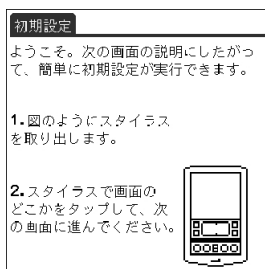 初期設定
ようこそ。次の画面の説明にしたがっ
て、簡単に初期設定が実行できます。
1.図のようにスタイラス
を取り出します。
2.スタイラスで画面の
どこかをタップして、次
の画面に進んでください。